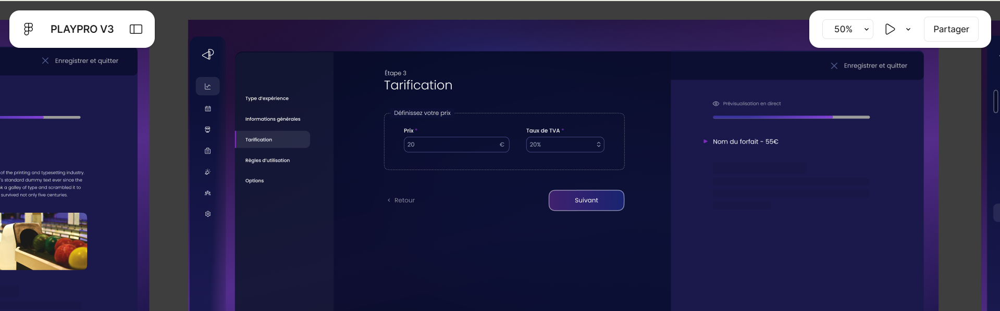 PLAYPRO V3
50%
Partager
Enregistrer et quitter
of the printing and typesetting industry.
's standard dummy text ever since the
k a galley of type and scrambled it to
survived not only five centuries.
Type d'expérience
Informations générales
Tarification
Règles d'utilisation
Options
Étape 3
Tarification
Définissez votre prix
Prix *
20 €
Taux de TVA *
20%
< Retour
Suivant
Enregistrer et quitter
Prévisualisation en direct
Nom du forfait - 55€